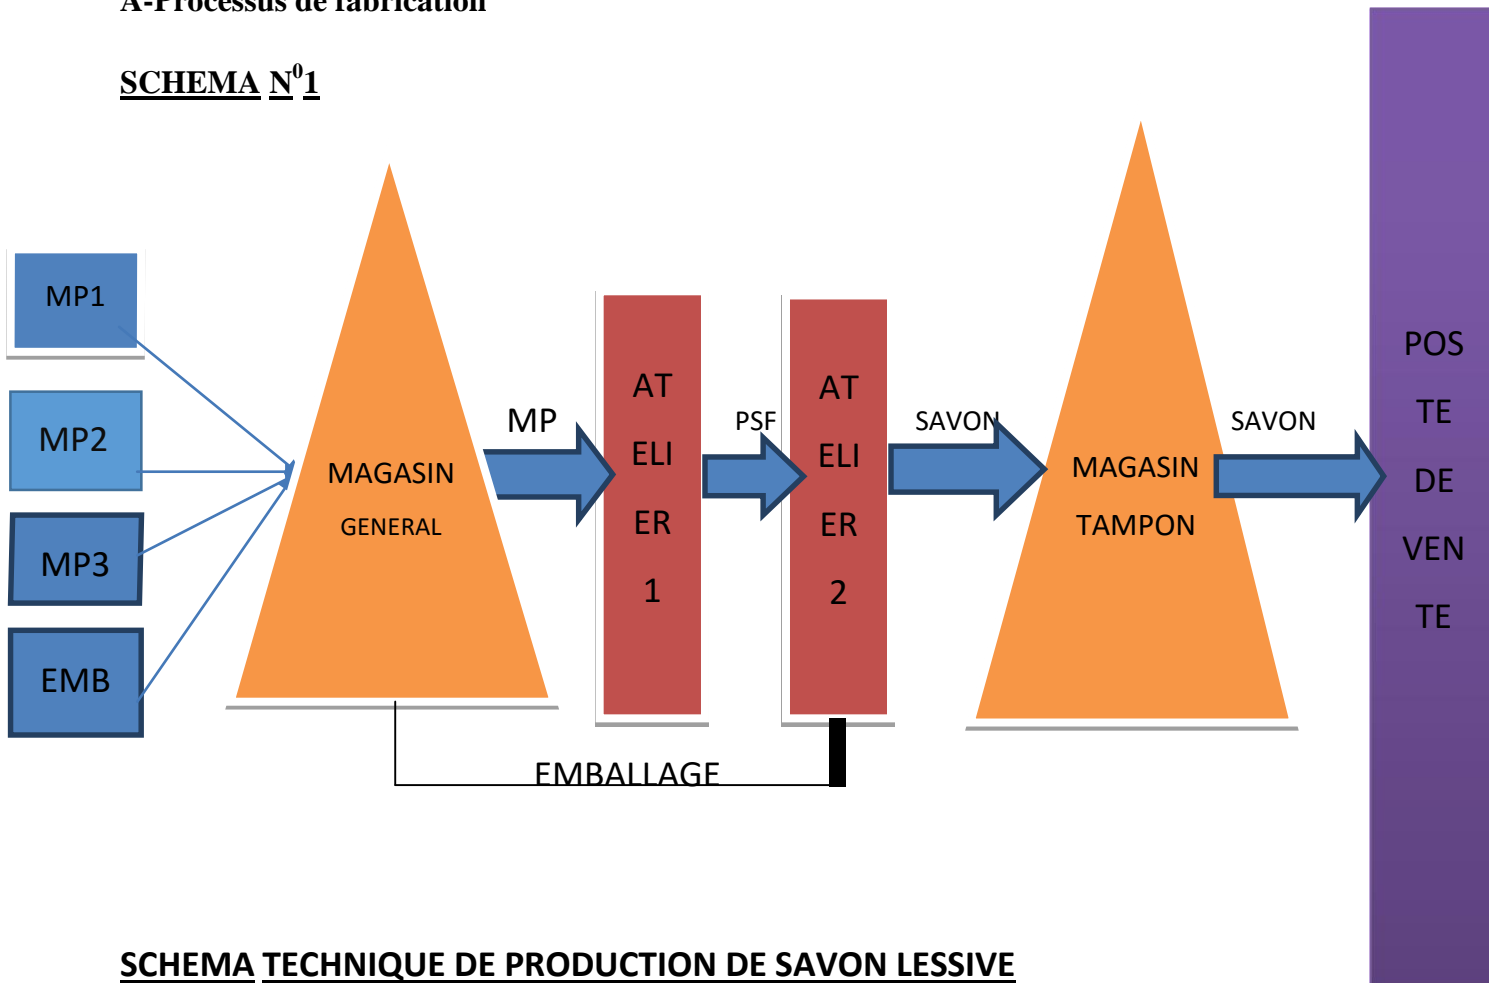 A-Processus de fabrication
SCHEMA N⁰1
MP1
MP2
MP3
EMB
MAGASIN
GENERAL
MP
AT
ELI
ER
1
PSF
AT
ELI
ER
2
SAVON
MAGASIN
TAMPON
SAVON
POS
TE
DE
VEN
TE
EMBALLAGE
SCHEMA TECHNIQUE DE PRODUCTION DE SAVON LESSIVE